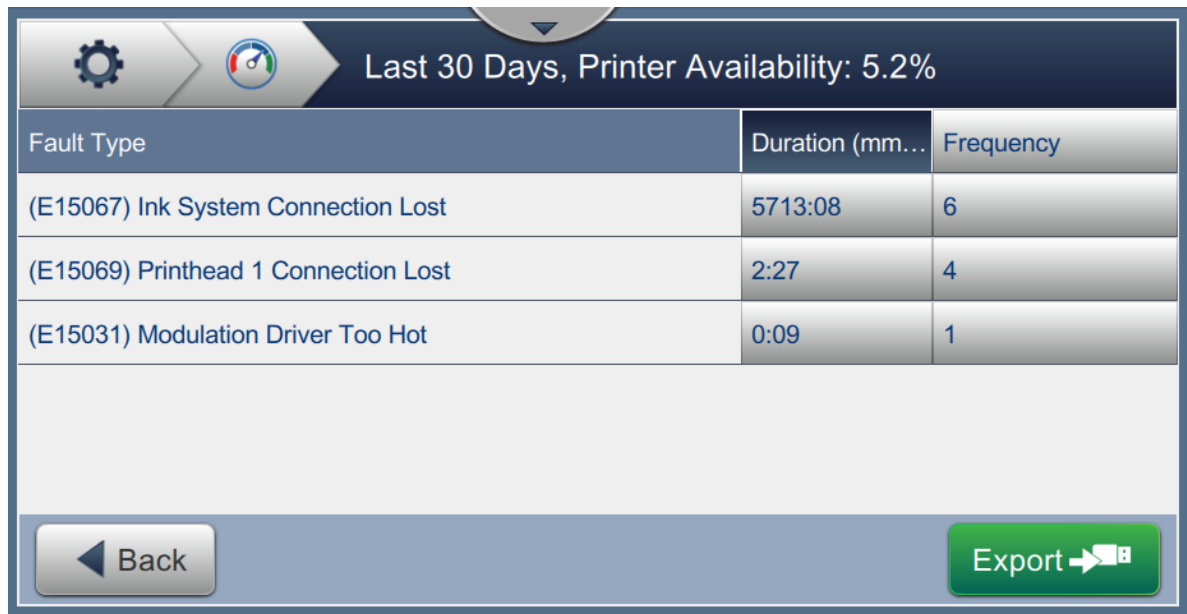 Last 30 Days, Printer Availability: 5.2%
Fault Type Duration (mm... Frequency
(E15067) Ink System Connection Lost 5713:08 6
(E15069) Printhead 1 Connection Lost 2:27 4
(E15031) Modulation Driver Too Hot 0:09 1
Back Export